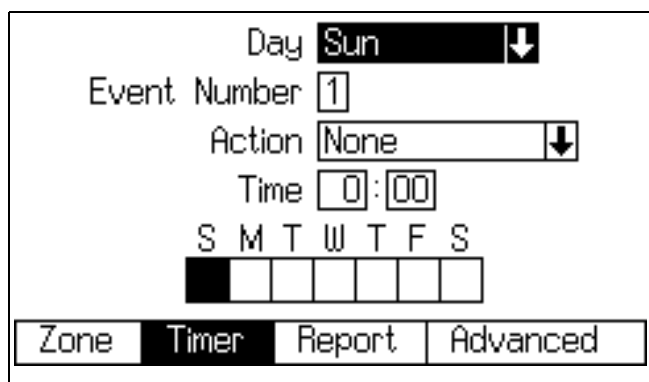 Day Sun
Event Number 1
Action None
Time 0:00
S M T W T F S
Zone Timer Report Advanced